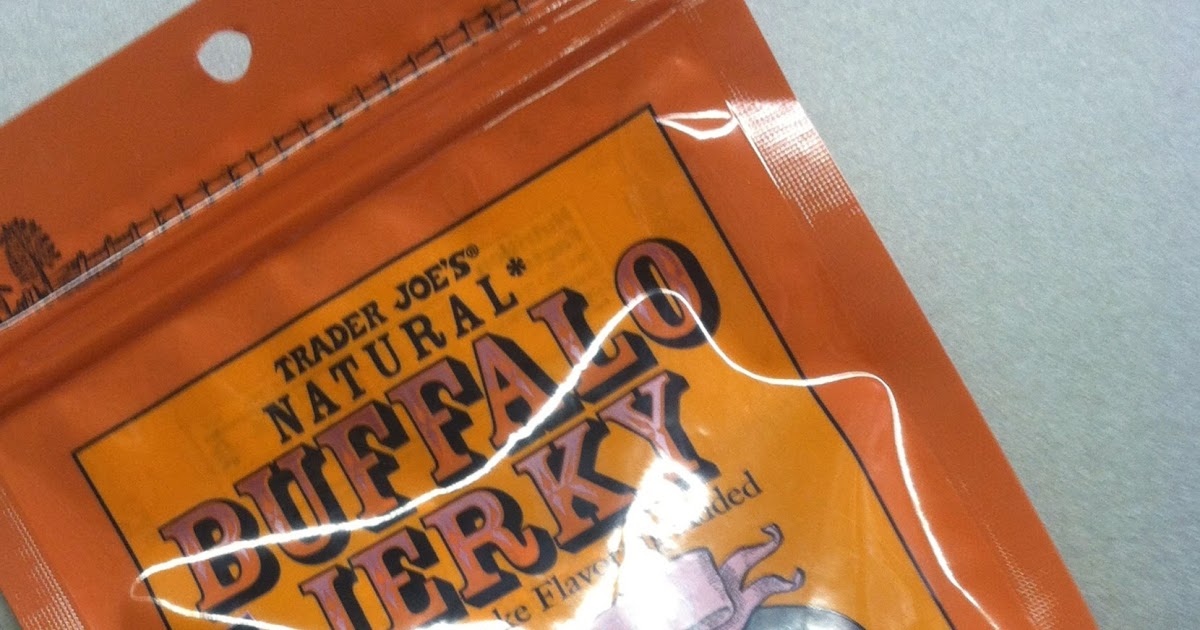 TRADER JOE'S®
NATURAL*
BUFFALO
JERKY